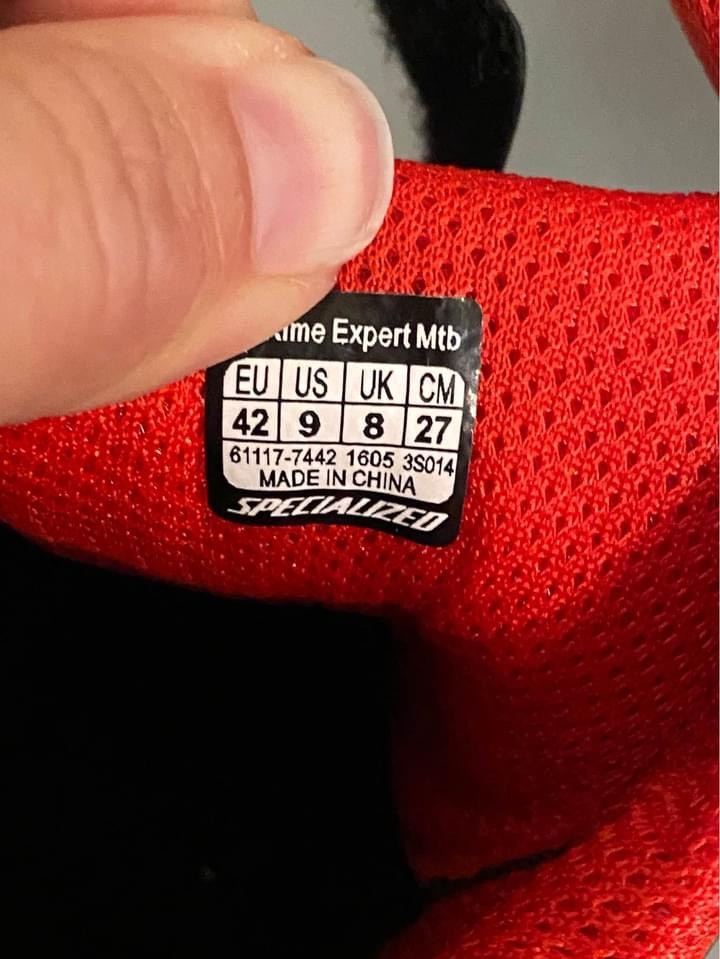 Expert Mtb
EU US UK CM
42 9 8 27
61117-7442 1605 3S014
MADE IN CHINA
SPECIALIZED